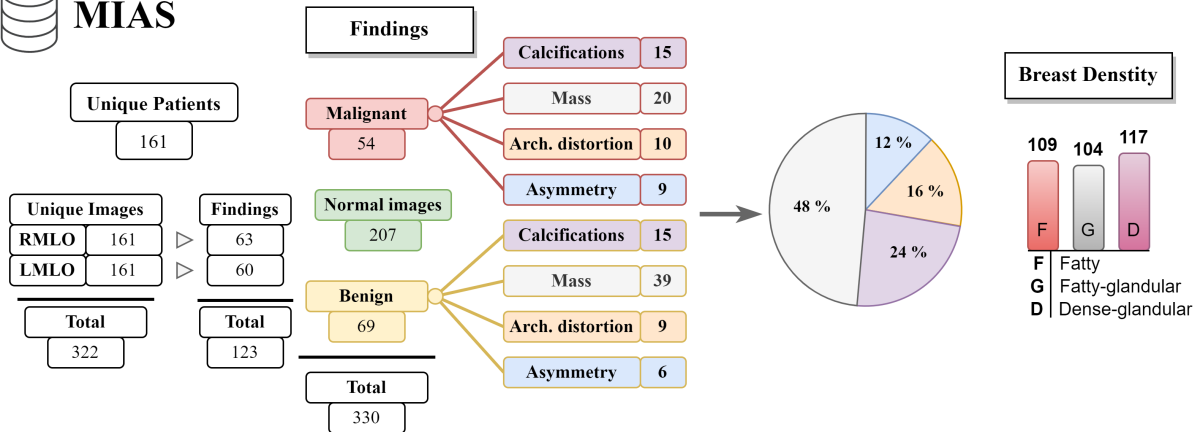 MIAS
Unique Patients
161
Unique Images
RMLO 161
LMLO 161
Total
322
Findings
63
60
Total
123
Findings
Malignant
54
Calcifications 15
Mass 20
Arch. distortion 10
Asymmetry 9
Normal images
207
Benign
69
Calcifications 15
Mass 39
Arch. distortion 9
Asymmetry 6
Total
330
12 %
16 %
24 %
48 %
Breast Denstity
109 104 117
F G D
F Fatty
G Fatty-glandular
D Dense-glandular